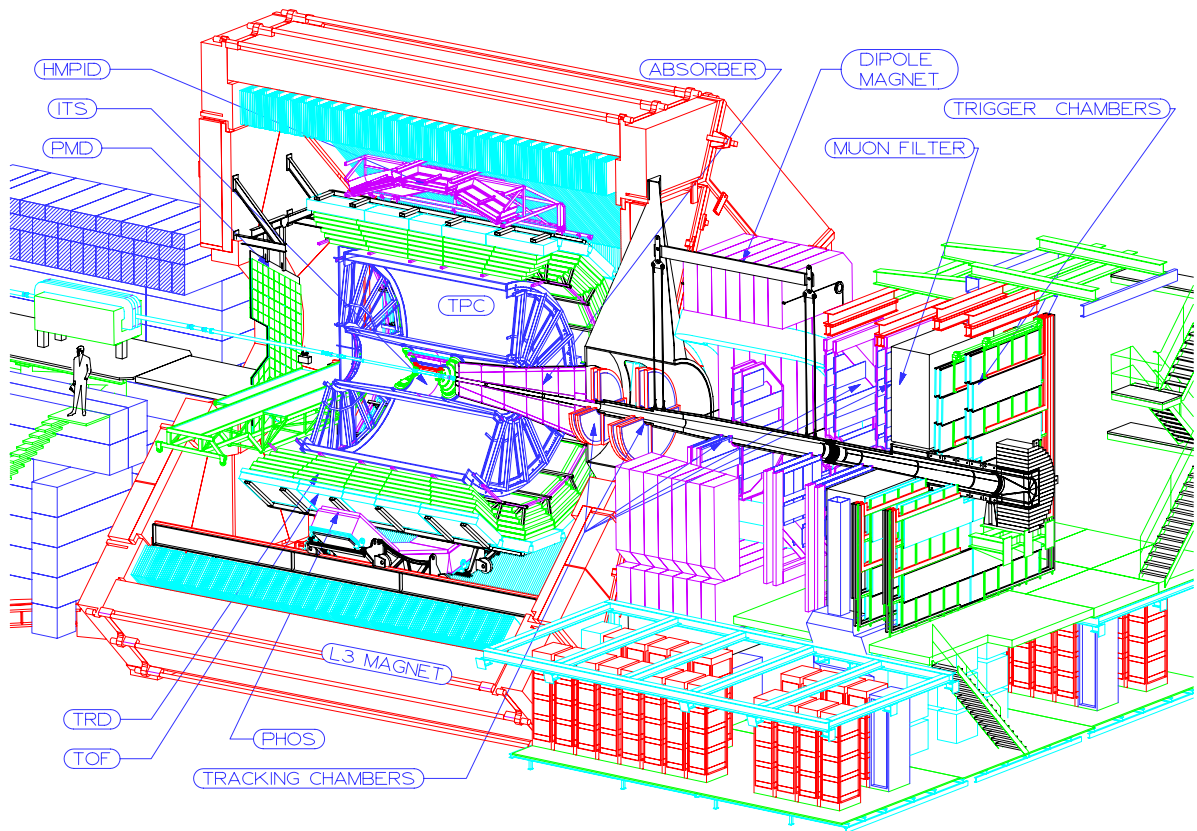 HMPID
ITS
PMD
ABSORBER
DIPOLE
MAGNET
TRIGGER CHAMBERS
MUON FILTER
TPC
L3 MAGNET
TRD
PHOS
TOF
TRACKING CHAMBERS